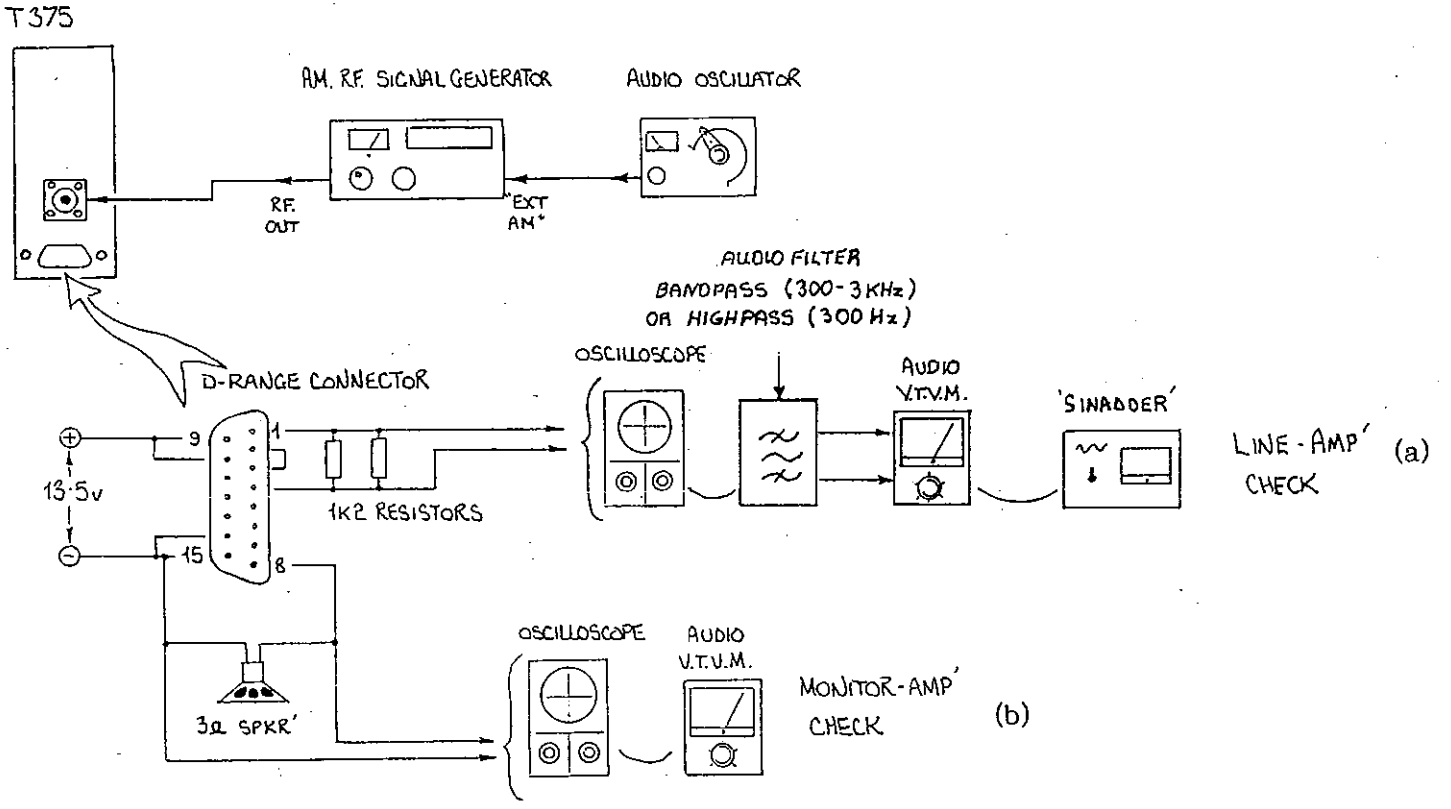 T375
AM. RF. SIGNAL GENERATOR
AUDIO OSCILLATOR
RF.
OUT
"EXT
AM"
AUDIO FILTER
BANDPASS (300-3KHz)
OR HIGHPASS (300 Hz)
OSCILLOSCOPE
AUDIO
V.T.V.M.
'SINADDER'
D-RANGE CONNECTOR
+
9
1
13.5v
1K2 RESISTORS
LINE-AMP'
CHECK
(a)
-
15
8
3Ω SPKR'
OSCILLOSCOPE
AUDIO
V.T.V.M.
MONITOR-AMP'
CHECK
(b)